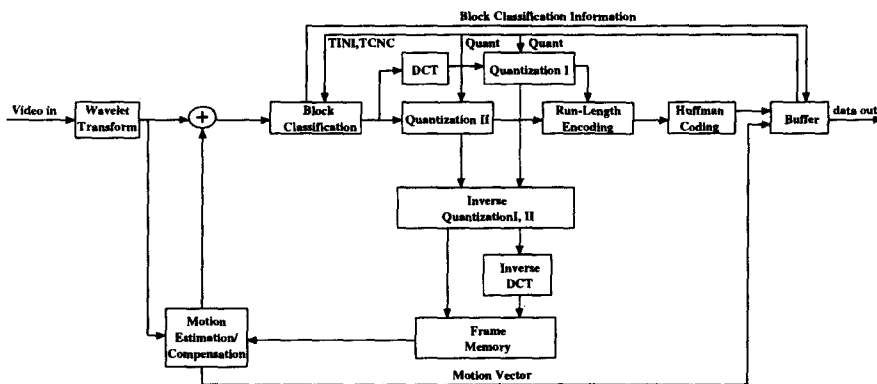 Block Classification Information
TINI,TCNC
Quant
Quant
DCT
Quantization I
Video in
Wavelet
Transform
+
Block
Classification
Quantization II
Run-Length
Encoding
Huffman
Coding
Buffer
data out
Inverse
QuantizationI, II
Inverse
DCT
Motion
Estimation/
Compensation
Frame
Memory
Motion Vector